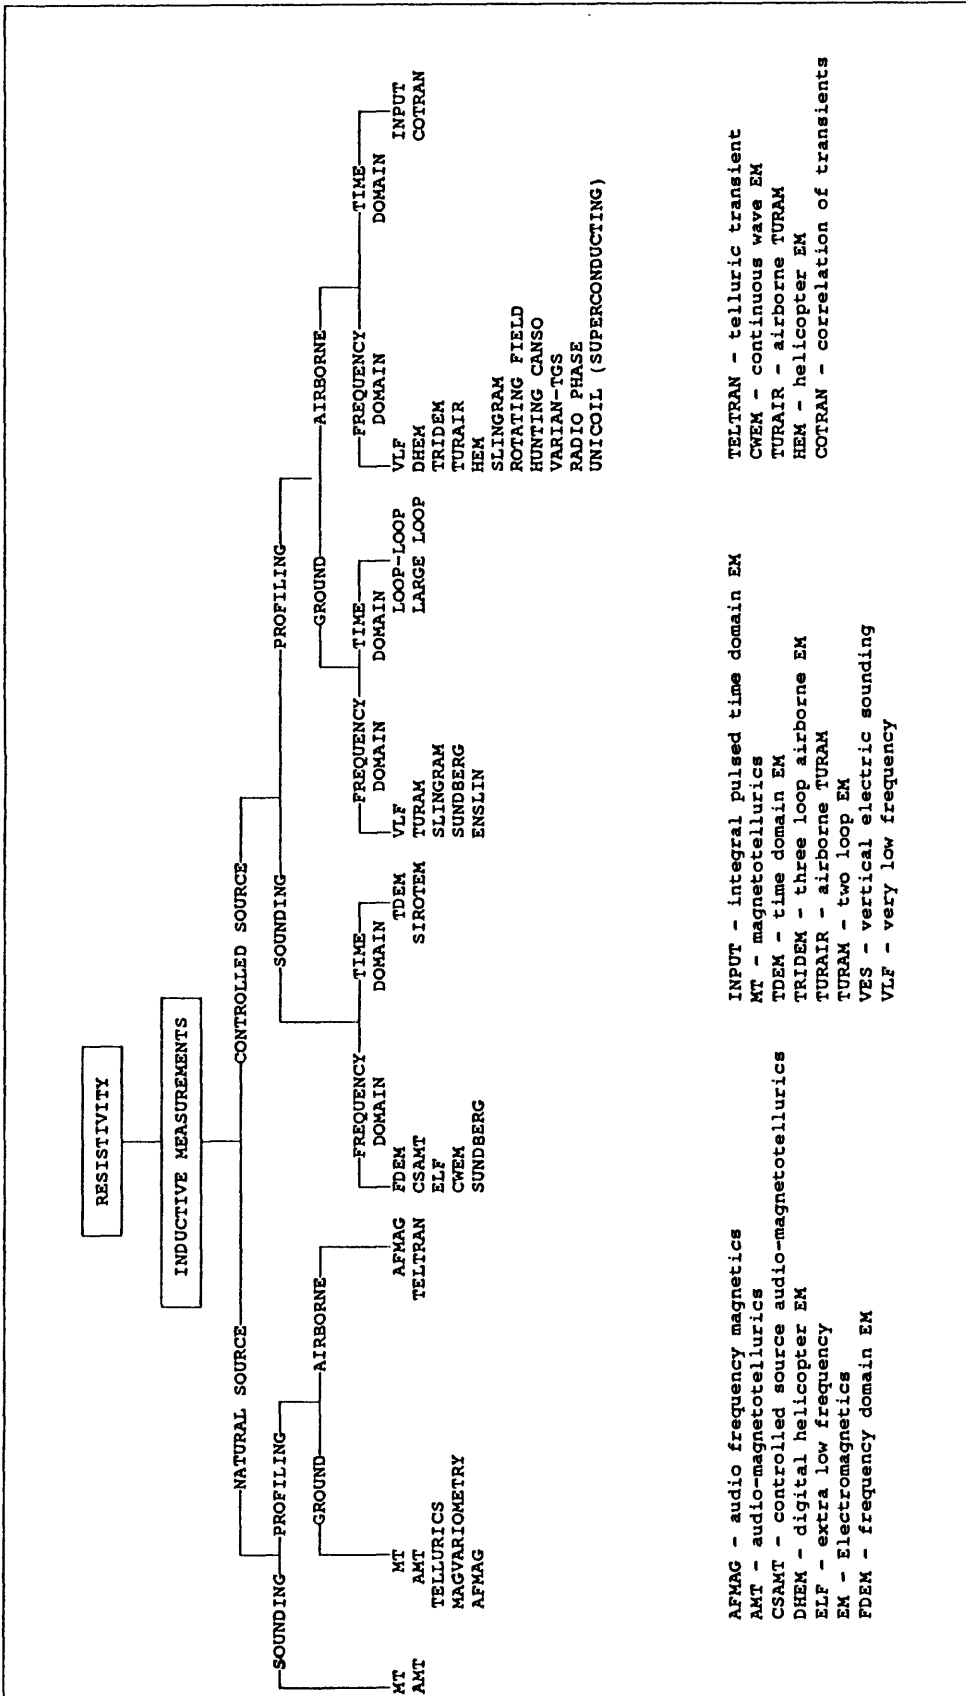 RESISTIVITY
INDUCTIVE MEASUREMENTS
NATURAL SOURCE
CONTROLLED SOURCE
SOUNDING
PROFILING
SOUNDING
PROFILING
GROUND
AIRBORNE
GROUND
AIRBORNE
FREQUENCY DOMAIN
TIME DOMAIN
FREQUENCY DOMAIN
TIME DOMAIN
FREQUENCY DOMAIN
TIME DOMAIN
MT
AMT
MT
AMT
TELLURICS
MAGVARIOMETRY
AFMAG
AFMAG
TELTRAN
FDEM
CSAMT
ELF
CWEM
SUNDBERG
TDEM
SIROTEM
VLF
TURAM
SLINGRAM
SUNDBERG
ENSLIN
LOOP-LOOP
LARGE LOOP
VLF
DHEM
TRIDEM
TURAIR
HEM
SLINGRAM
ROTATING FIELD
HUNTING CANSO
VARIAN-TGS
RADIO PHASE
UNICOIL (SUPERCONDUCTING)
INPUT
COTRAN
AFMAG - audio frequency magnetics
AMT - audio-magnetotellurics
CSAMT - controlled source audio-magnetotellurics
DHEM - digital helicopter EM
ELF - extra low frequency
EM - Electromagnetics
FDEM - frequency domain EM
INPUT - integral pulsed time domain EM
MT - magnetotellurics
TDEM - time domain EM
TRIDEM - three loop airborne EM
TURAIR - airborne TURAM
TURAM - two loop EM
VES - vertical electric sounding
VLF - very low frequency
TELTRAN - telluric transient
CWEM - continuous wave EM
TURAIR - airborne TURAM
HEM - helicopter EM
COTRAN - correlation of transients